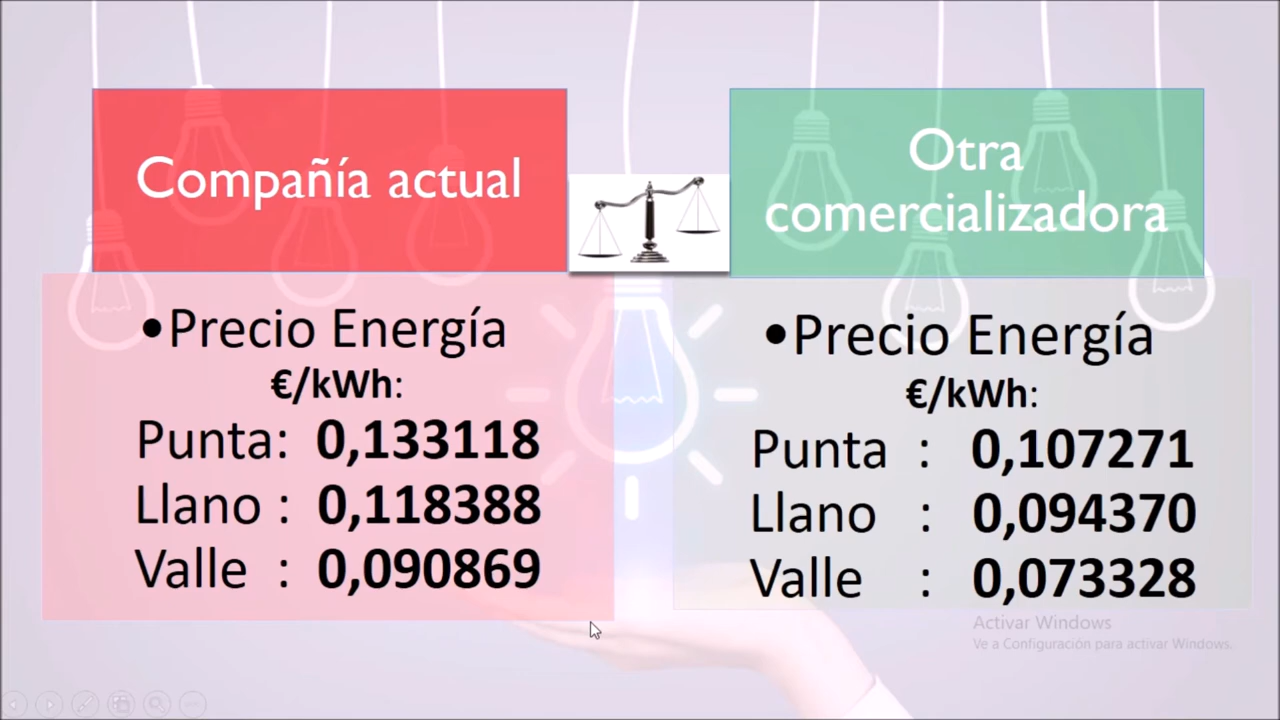 Compañía actual
•Precio Energía
€/kWh:
Punta: 0,133118
Llano : 0,118388
Valle : 0,090869
Otra
comercializadora
•Precio Energía
€/kWh:
Punta : 0,107271
Llano : 0,094370
Valle : 0,073328
Activar Windows
Ve a Configuración para activar Windows.